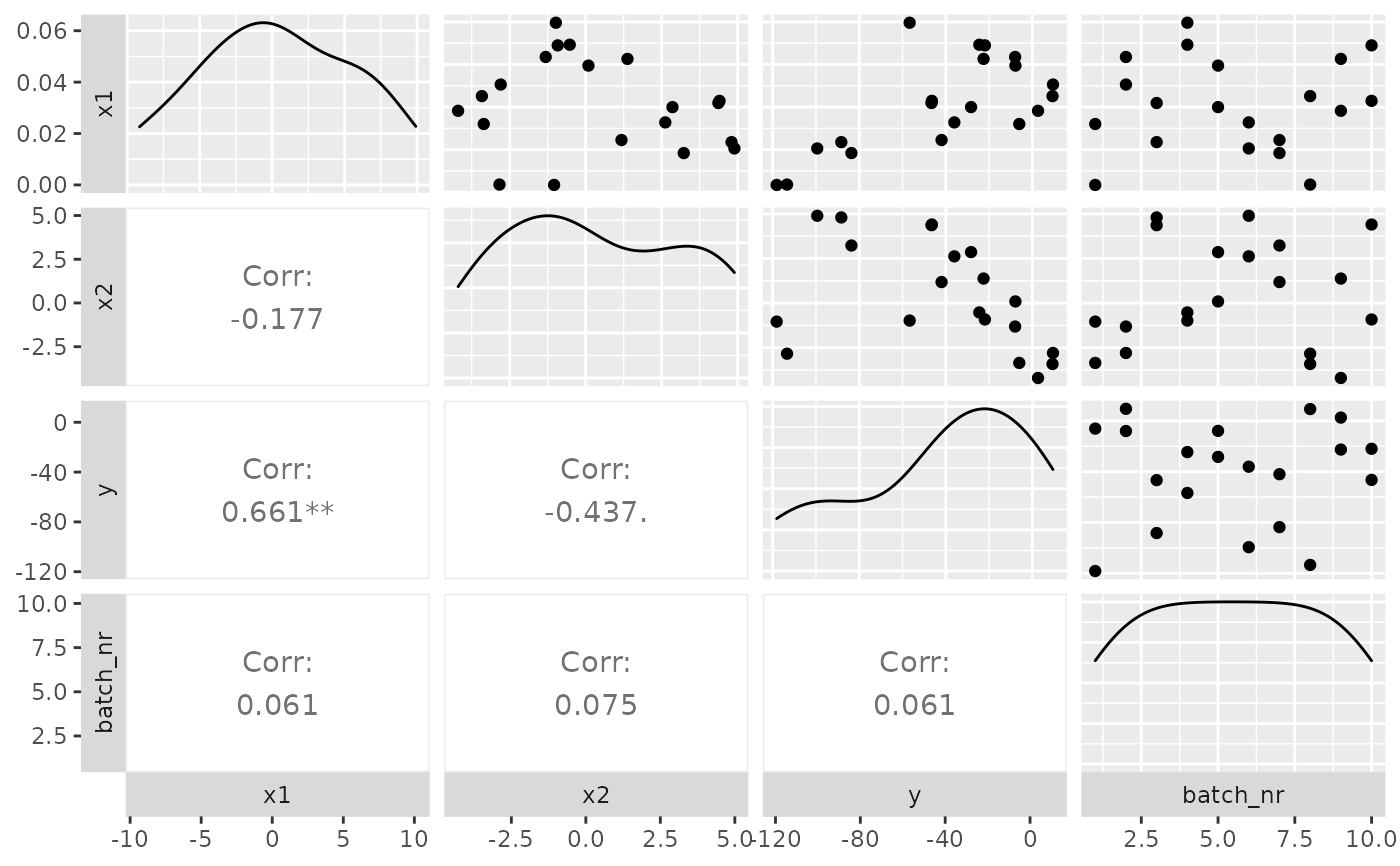 0.06
0.04
0.02
0.00
x1
5.0
2.5
0.0
-2.5
x2
Corr:
-0.177
0
-40
-80
-120
y
Corr:
0.661**
Corr:
-0.437.
10.0
7.5
5.0
2.5
batch_nr
Corr:
0.061
Corr:
0.075
Corr:
0.061
x1 x2 y batch_nr
-10 -5 0 5 10 -2.5 0.0 2.5 5.0 -120 -80 -40 0 2.5 5.0 7.5 10.0